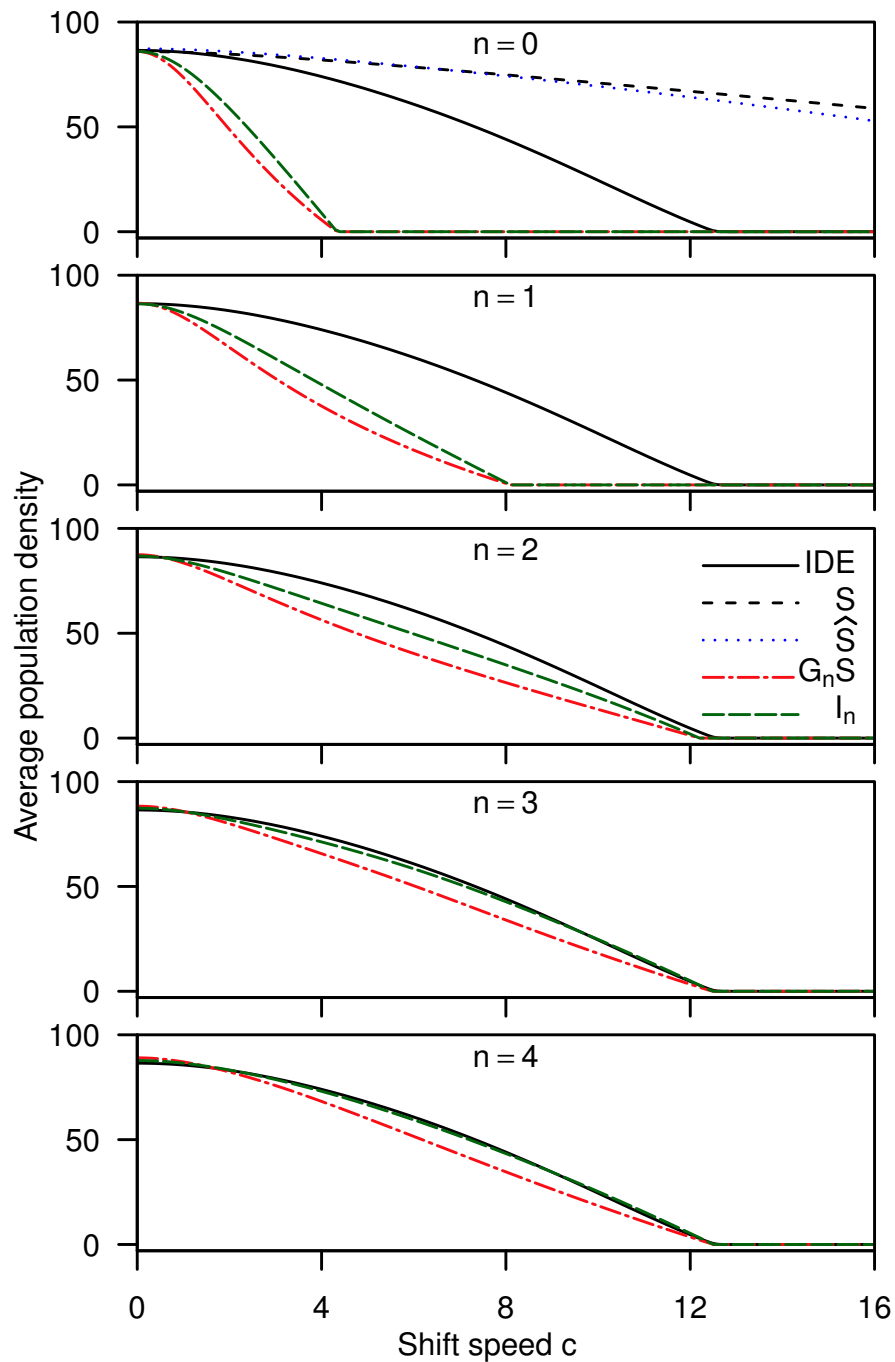 100
50
0
n = 0
100
50
0
n = 1
100
50
0
n = 2
IDE
S
Ŝ
GₙS
Iₙ
100
50
0
n = 3
100
50
0
n = 4
0 4 8 12 16
Shift speed c
Average population density